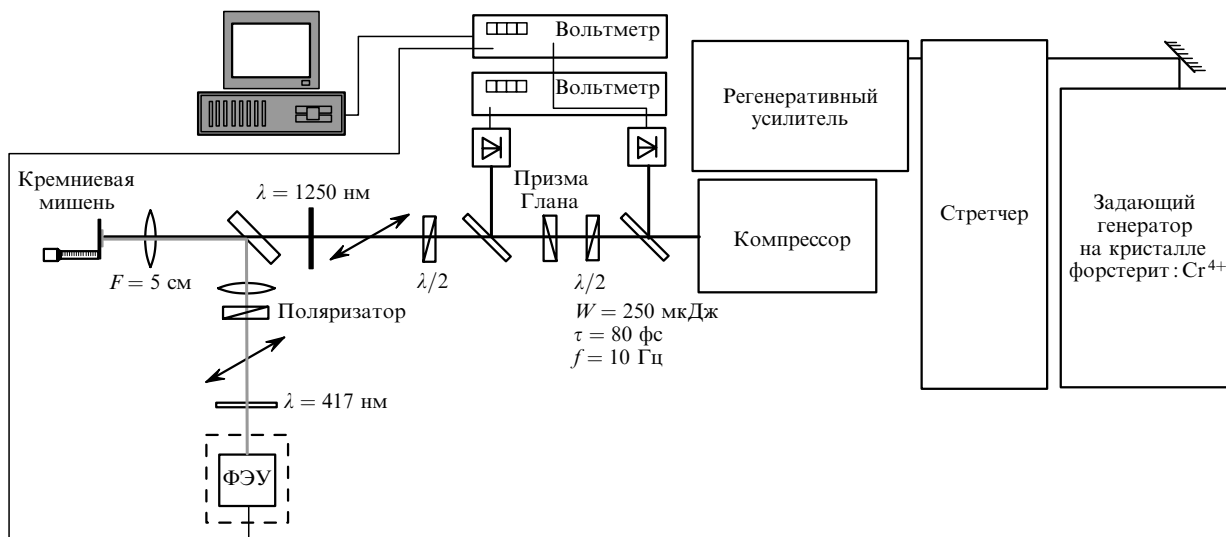 Вольтметр
Вольтметр
Регенеративный
усилитель
Стретчер
Задающий
генератор
на кристалле
форстерит : Cr⁴⁺
Компрессор
Призма
Глана
Кремниевая
мишень
λ = 1250 нм
F = 5 см
λ/2
λ/2
W = 250 мкДж
τ = 80 фс
f = 10 Гц
Поляризатор
λ = 417 нм
ФЭУ